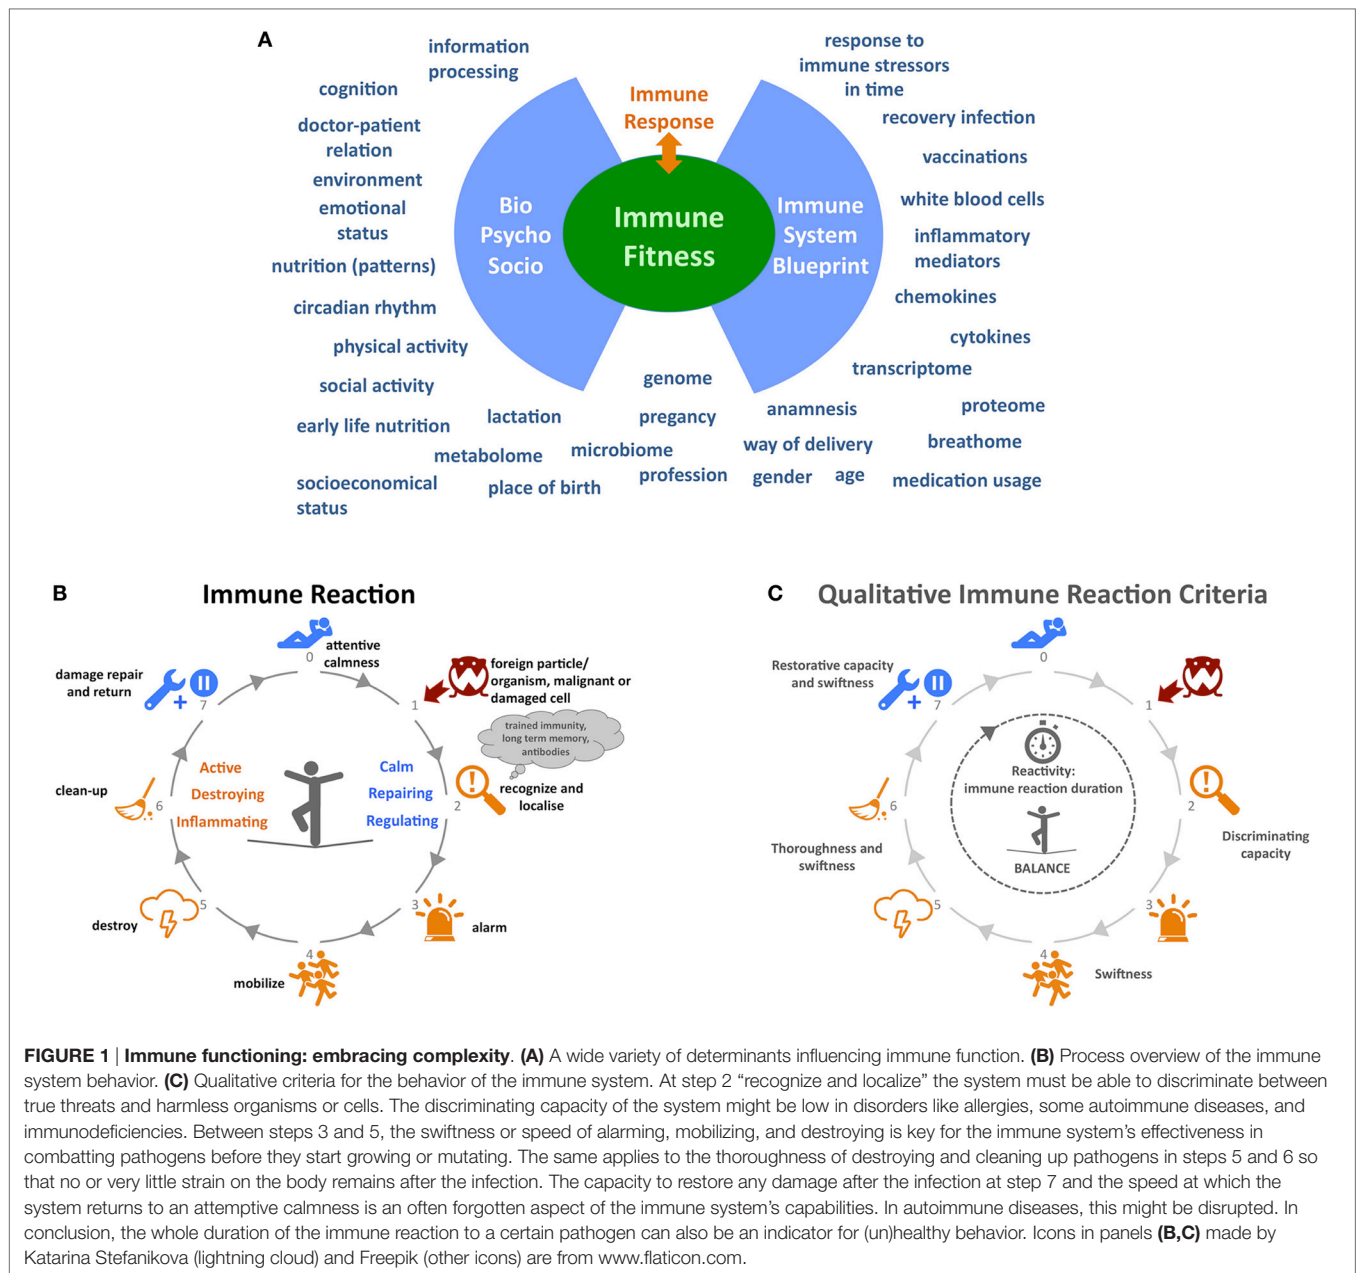 A
information
processing
cognition
doctor-patient
relation
environment
emotional
status
nutrition (patterns)
circadian rhythm
physical activity
social activity
early life nutrition
socioeconomical
status
lactation
metabolome
place of birth
microbiome
genome
pregancy
profession
anamnesis
way of delivery
gender
age
response to
immune stressors
in time
recovery infection
vaccinations
white blood cells
inflammatory
mediators
chemokines
cytokines
transcriptome
proteome
breathome
medication usage
Immune
Response
Bio
Psycho
Socio
Immune
Fitness
Immune
System
Blueprint
B
Immune Reaction
0
attentive
calmness
1
foreign particle/
organism, malignant or
damaged cell
trained immunity,
long term memory,
antibodies
2
recognize and
localise
3
alarm
4
mobilize
5
destroy
6
clean-up
7
damage repair
and return
Active
Destroying
Inflammating
Calm
Repairing
Regulating
C
Qualitative Immune Reaction Criteria
0
1
2
Discriminating
capacity
3
Swiftness
4
5
Thoroughness and
swiftness
6
7
Restorative capacity
and swiftness
Reactivity:
immune reaction duration
BALANCE
FIGURE 1 | Immune functioning: embracing complexity. (A) A wide variety of determinants influencing immune function. (B) Process overview of the immune
system behavior. (C) Qualitative criteria for the behavior of the immune system. At step 2 “recognize and localize” the system must be able to discriminate between
true threats and harmless organisms or cells. The discriminating capacity of the system might be low in disorders like allergies, some autoimmune diseases, and
immunodeficiencies. Between steps 3 and 5, the swiftness or speed of alarming, mobilizing, and destroying is key for the immune system’s effectiveness in
combatting pathogens before they start growing or mutating. The same applies to the thoroughness of destroying and cleaning up pathogens in steps 5 and 6 so
that no or very little strain on the body remains after the infection. The capacity to restore any damage after the infection at step 7 and the speed at which the
system returns to an attemptive calmness is an often forgotten aspect of the immune system’s capabilities. In autoimmune diseases, this might be disrupted. In
conclusion, the whole duration of the immune reaction to a certain pathogen can also be an indicator for (un)healthy behavior. Icons in panels (B,C) made by
Katarina Stefanikova (lightning cloud) and Freepik (other icons) are from www.flaticon.com.